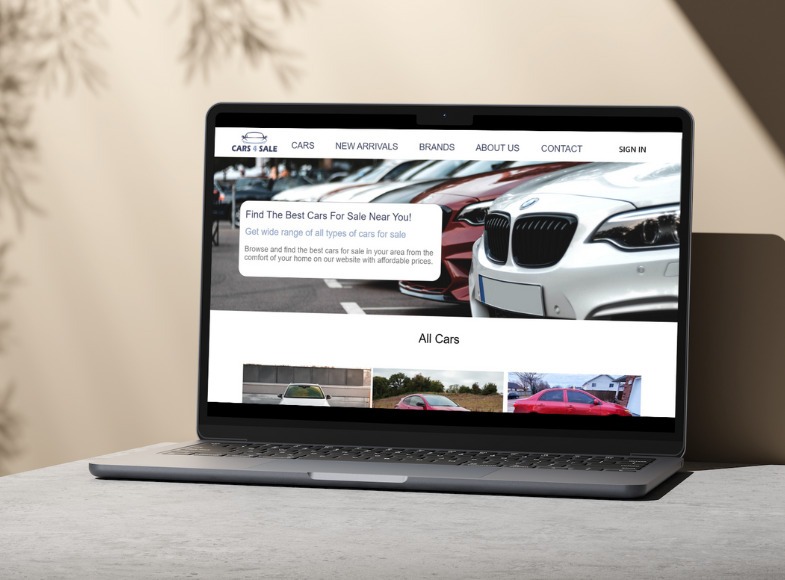 CARS 4 SALE
CARS
NEW ARRIVALS
BRANDS
ABOUT US
CONTACT
SIGN IN
Find The Best Cars For Sale Near You!
Get wide range of all types of cars for sale
Browse and find the best cars for sale in your area from the
comfort of your home on our website with affordable prices.
All Cars